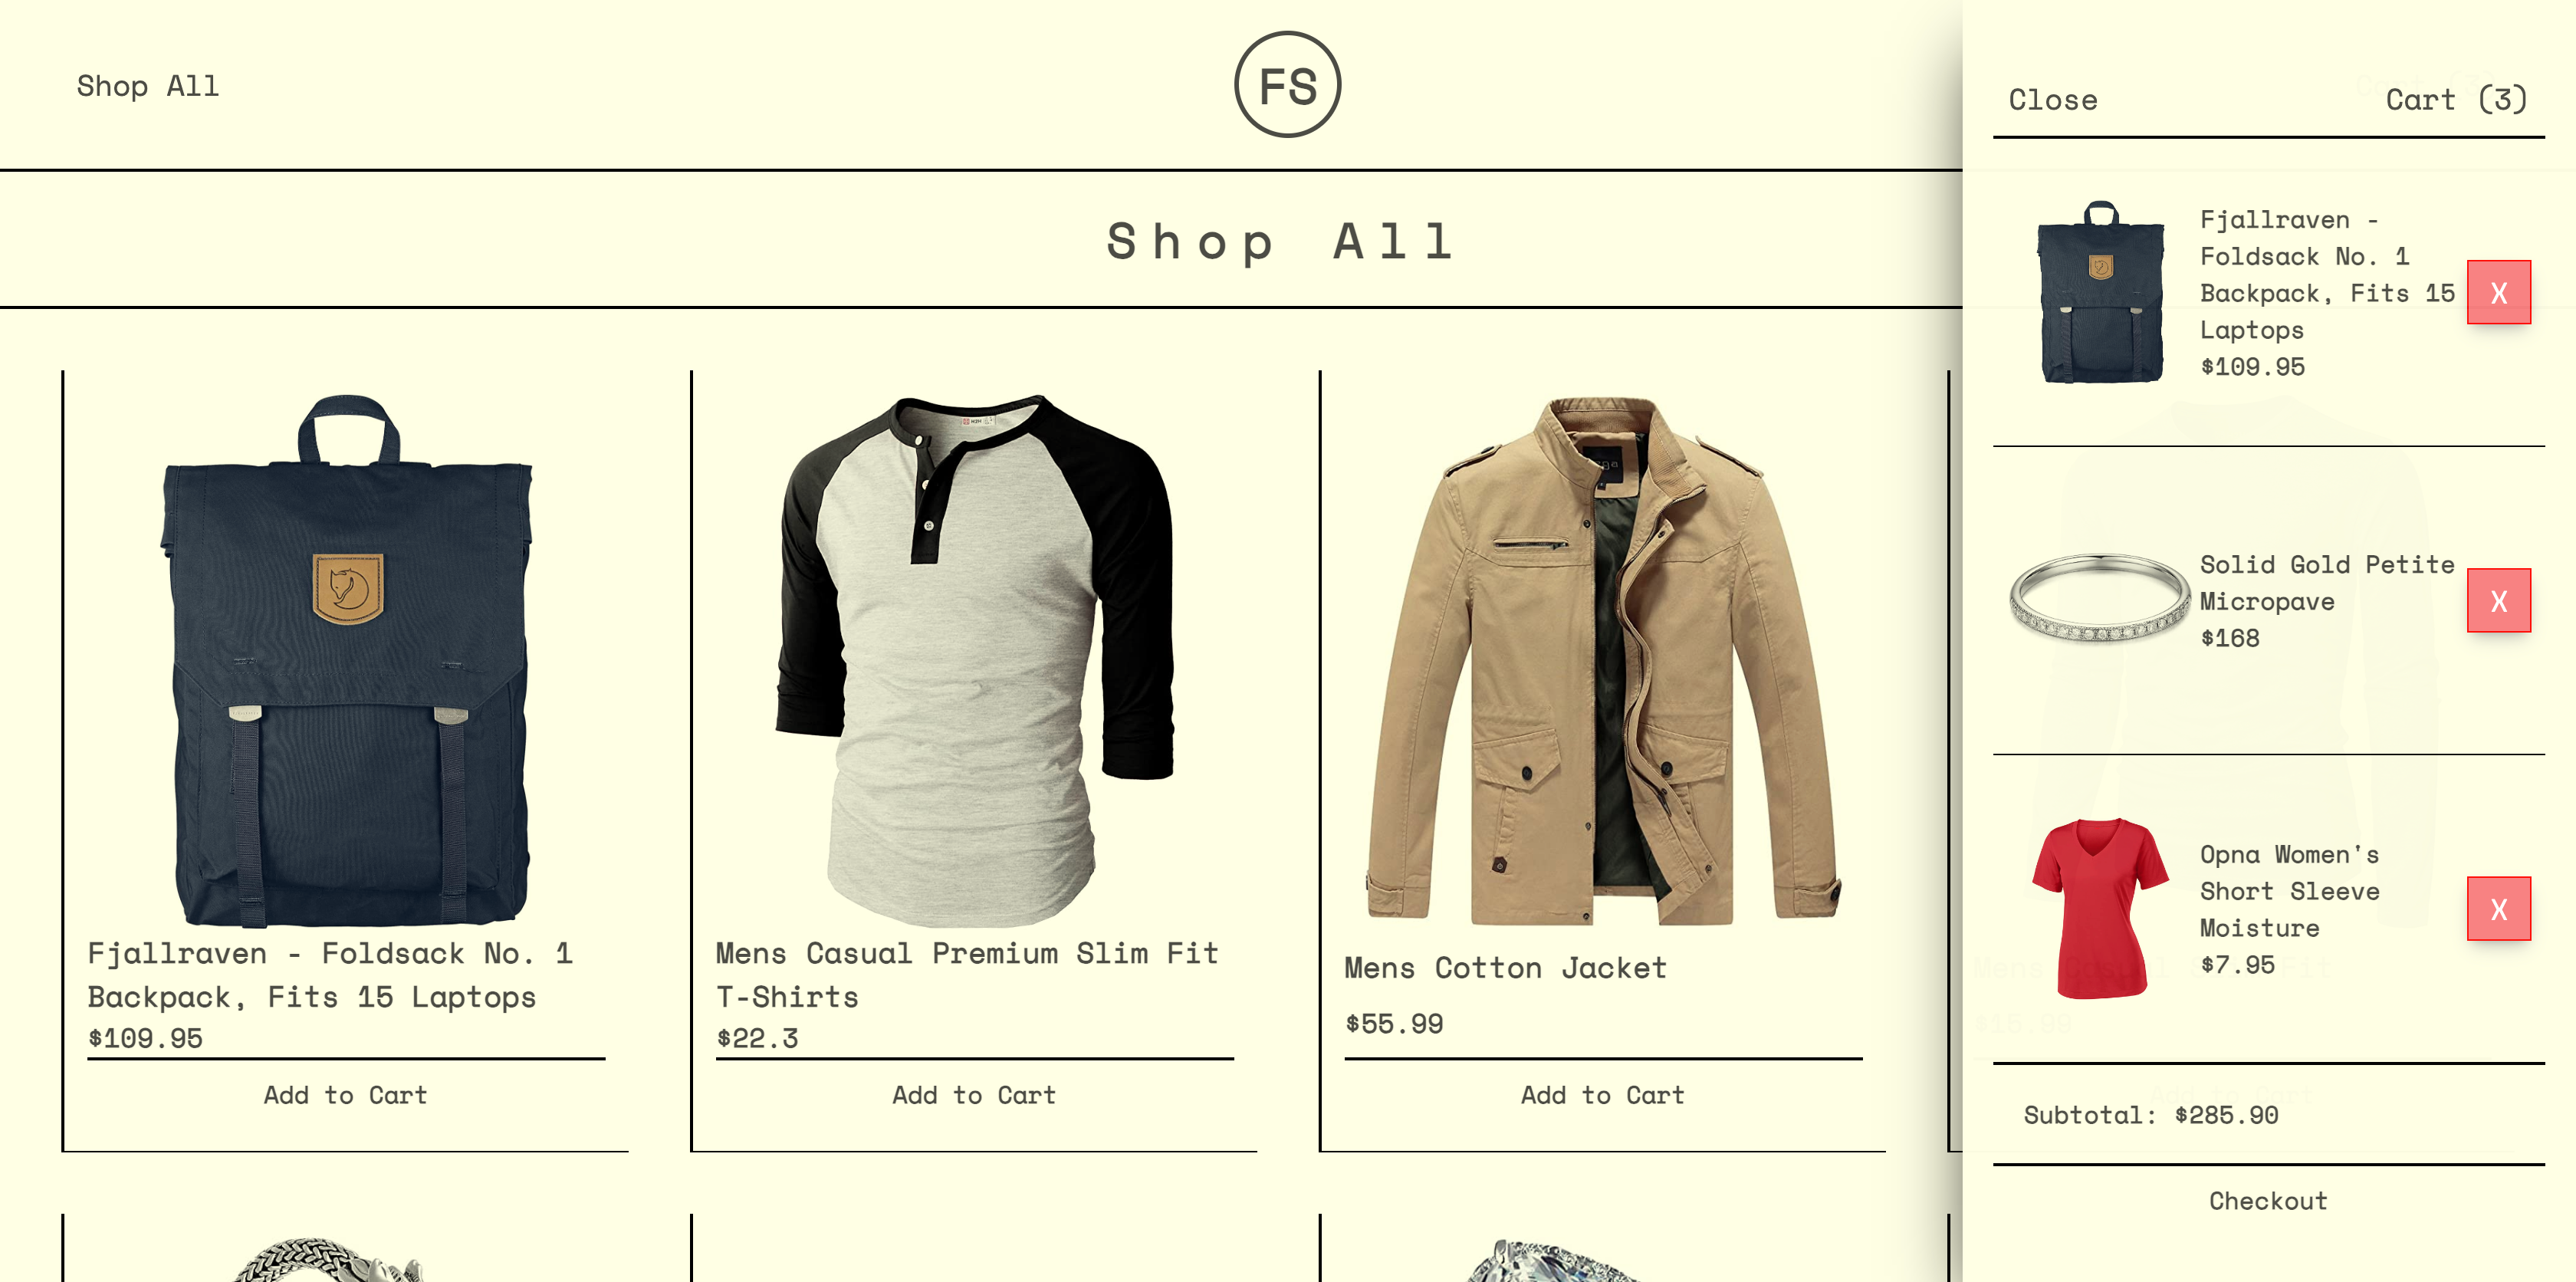 Shop All
FS
Shop All
Fjallraven - Foldsack No. 1
Backpack, Fits 15 Laptops
$109.95
Add to Cart
Mens Casual Premium Slim Fit
T-Shirts
$22.3
Add to Cart
Mens Cotton Jacket
$55.99
Add to Cart
Close
Cart (3)
Fjallraven -
Foldsack No. 1
Backpack, Fits 15
Laptops
$109.95
X
Solid Gold Petite
Micropave
$168
X
Opna Women's
Short Sleeve
Moisture
$7.95
X
Subtotal: $285.90
Checkout